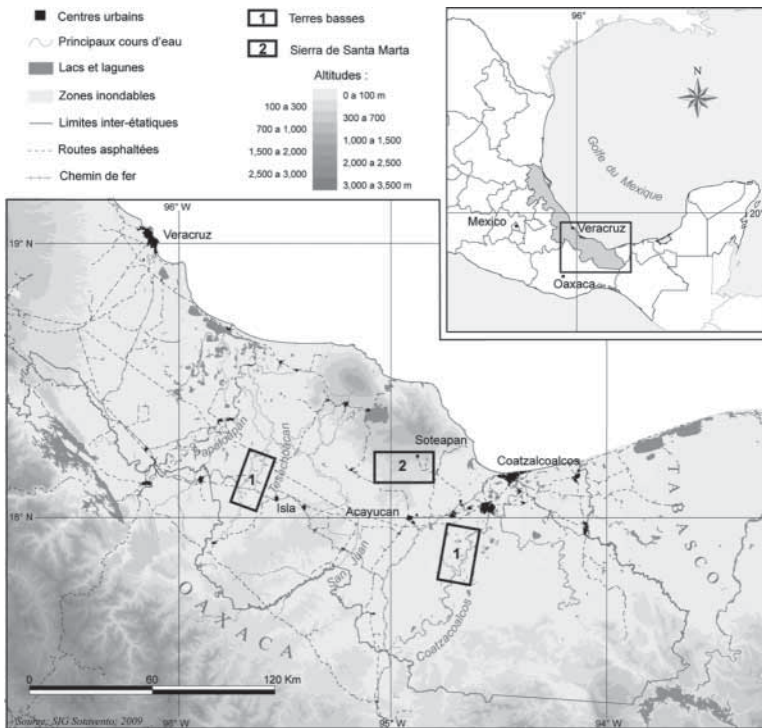 Centres urbains
Principaux cours d'eau
Lacs et lagunes
Zones inondables
Limites inter-étatiques
Routes asphaltées
Chemin de fer
1 Terres basses
2 Sierra de Santa Marta
Altitudes :
0 a 100 m
100 a 300
300 a 700
700 a 1,000
1,000 a 1,500
1,500 a 2,000
2,000 a 2,500
2,500 a 3,000
3,000 a 3,500 m
96°
N
Golfe du Mexique
20°
Mexico
Veracruz
Oaxaca
96° W
19° N
Veracruz
Papaloapan
Tesechoacan
Soteapan
2
Coatzalcoalcos
1
Isla
Acayucan
18° N
San Juan
1
TABASCO
OAXACA
Coatzacoalcos
0 60 120 Km
Source, SIG Sotavento, 2009
96° W
95° W
94° W